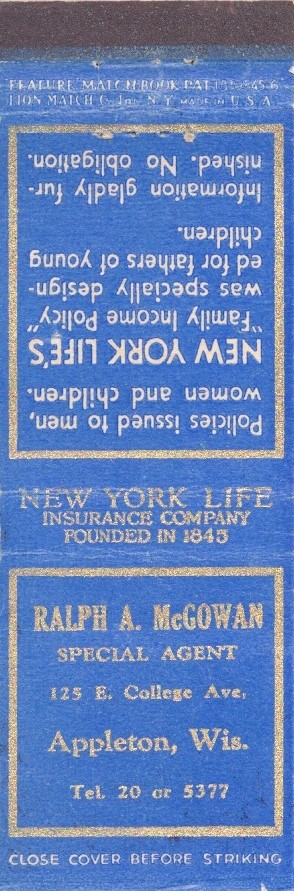 FEATURE MATCH BOOK PAT.
LION MATCH Co. Inc. N.Y. MADE IN U.S.A.
Policies issued to men,
women and children.
NEW YORK LIFE'S
"Family Income Policy"
was specially design-
ed for fathers of young
children.
Information gladly fur-
nished. No obligation.
NEW YORK LIFE
INSURANCE COMPANY
FOUNDED IN 1845
RALPH A. McGOWAN
SPECIAL AGENT
125 E. College Ave,
Appleton, Wis.
Tel. 20 or 5377
CLOSE COVER BEFORE STRIKING